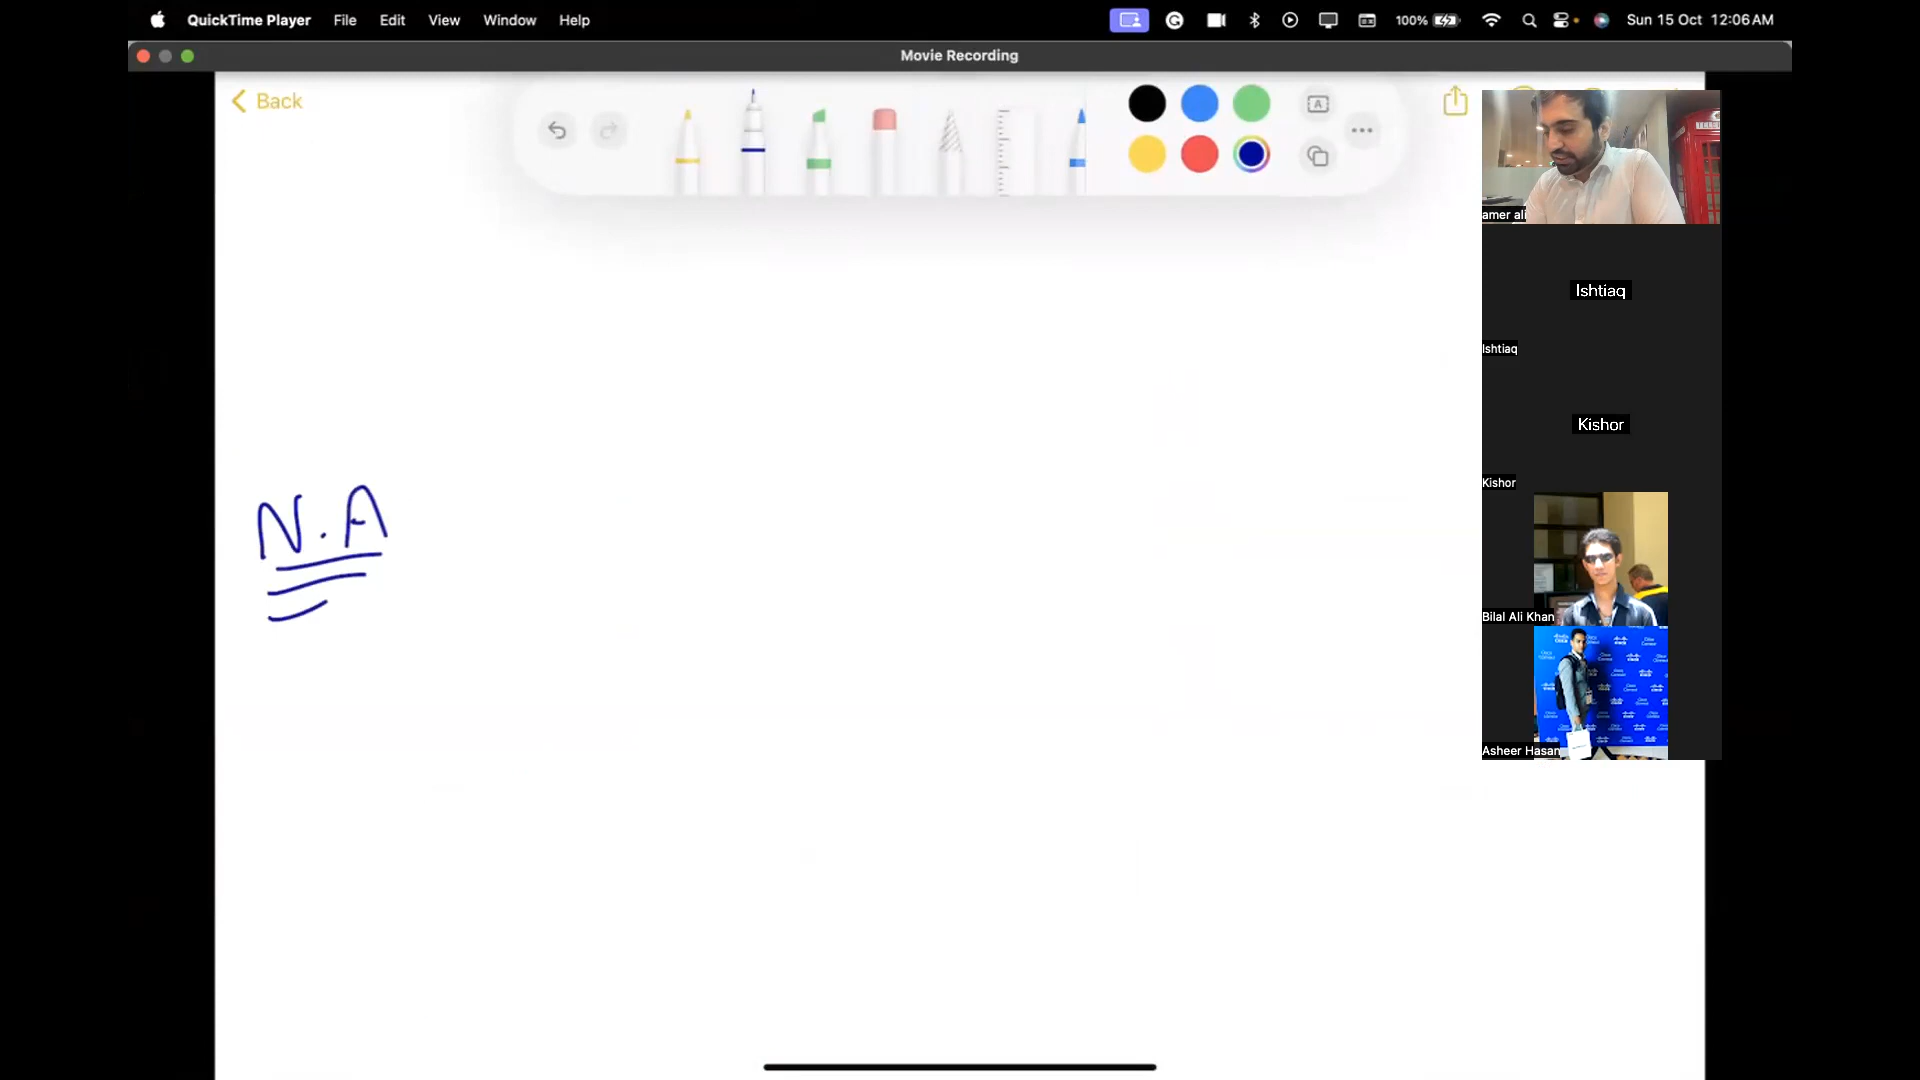 QuickTime Player File Edit View Window Help 100% Sun 15 Oct 12:06 AM
Movie Recording
Back
A
amer ali
Ishtiaq
Ishtiaq
Kishor
Kishor
N.A
Bilal Ali Khan
Asheer Hasan